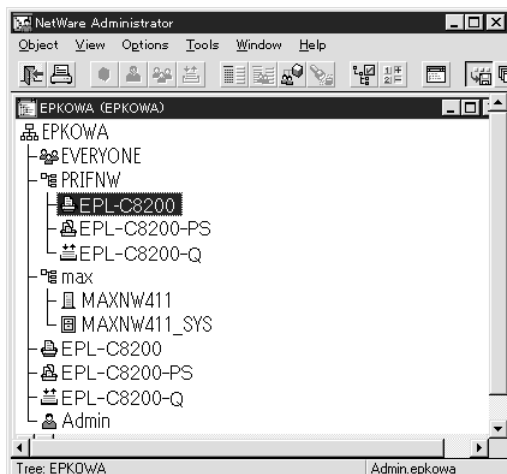 NetWare Administrator
Object View Options Tools Window Help
EPKOWA (EPKOWA)
EPKOWA
EVERYONE
PRIFNW
EPL-C8200
EPL-C8200-PS
EPL-C8200-Q
max
MAXNW411
MAXNW411_SYS
EPL-C8200
EPL-C8200-PS
EPL-C8200-Q
Admin
Tree: EPKOWA Admin.epkowa